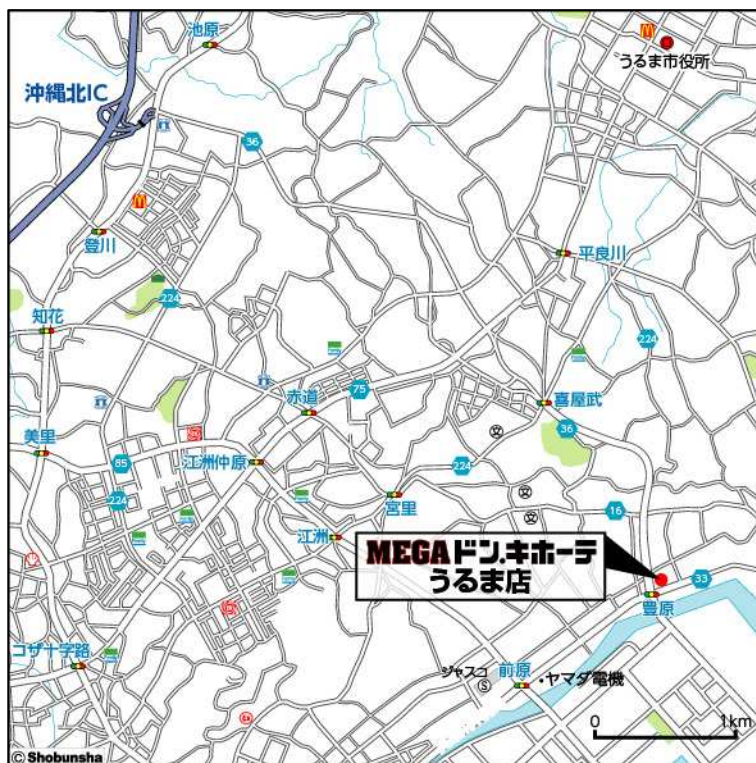 池原
うるま市役所
沖縄北IC
36
登川
平良川
224
224
知花
75
赤道
喜屋武
36
美里
85
江洲仲原
224
224
宮里
16
江洲
MEGAドン.キホーテ
うるま店
33
豊原
コザ十字路
ジャスコ
S
前原
・ヤマダ電機
0 1km
© Shobunsha